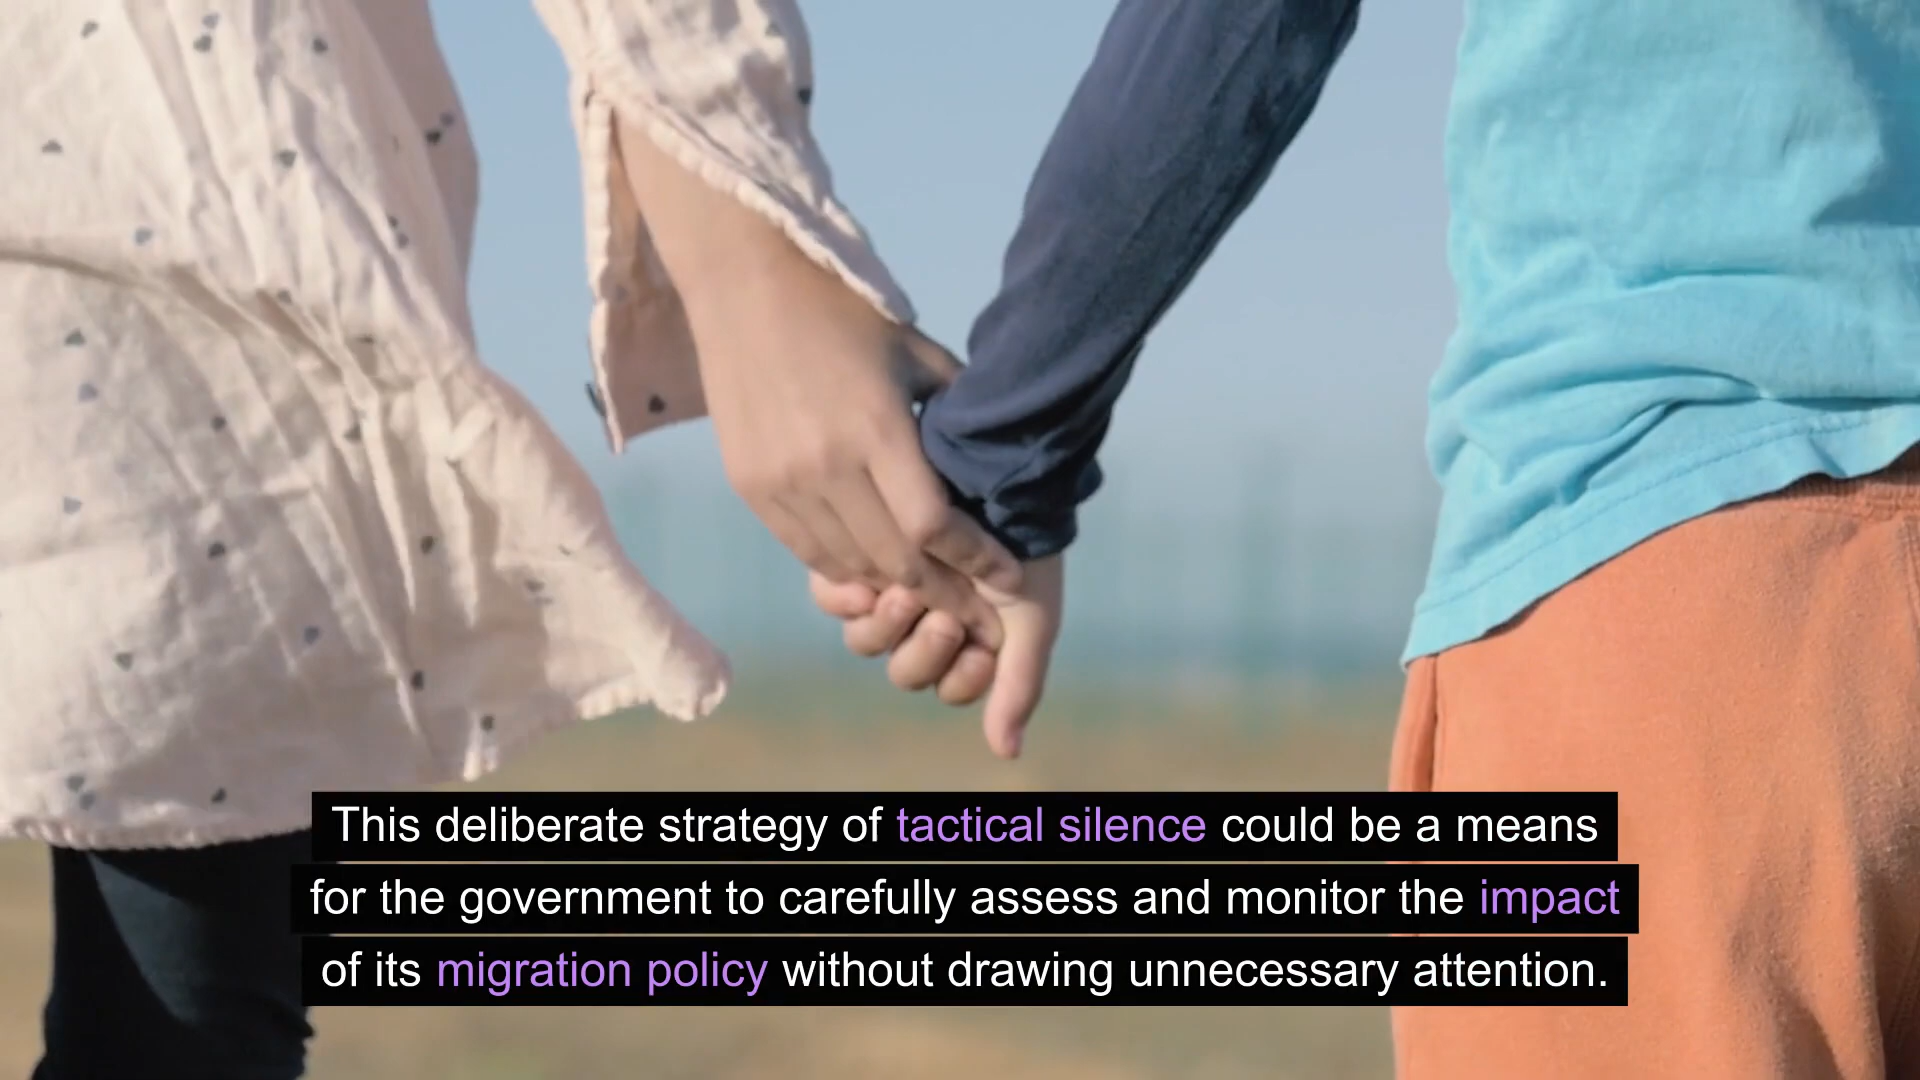 This deliberate strategy of tactical silence could be a means
for the government to carefully assess and monitor the impact
of its migration policy without drawing unnecessary attention.